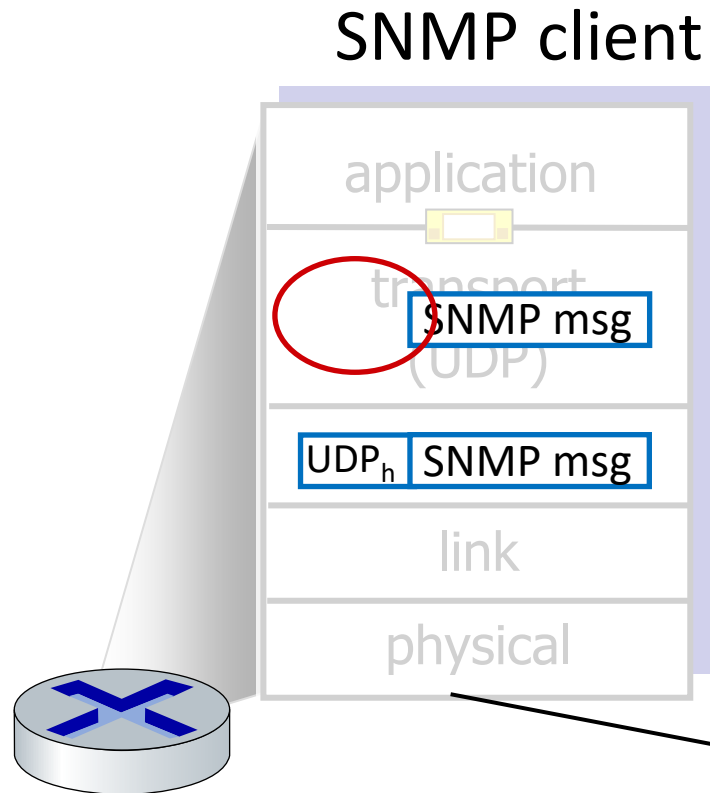 SNMP client
application
transport
SNMP msg
(UDP)
UDPh SNMP msg
link
physical